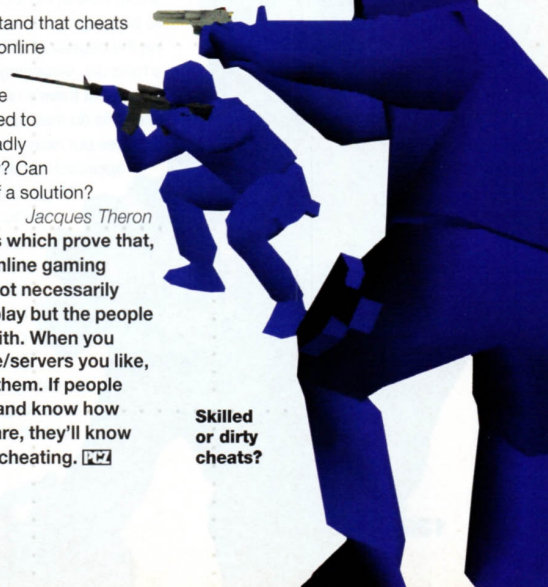 tand that cheats
online
e
ed to
adly
? Can
f a solution?
Jacques Theron
s which prove that,
nline gaming
ot necessarily
play but the people
ith. When you
e/servers you like,
them. If people
and know how
are, they'll know
cheating. PCZ
Skilled
or dirty
cheats?